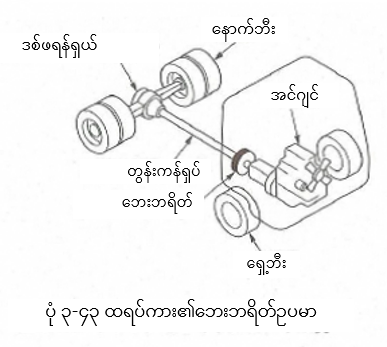 နောက်ဘီး
ဒစ်ဖရန်ရှယ်
အင်ဂျင်
တွန်းကန်ရှပ်
ဘေးဘရိတ်
ရှေ့ဘီး
ပုံ ၃-၄၃ ထရပ်ကား၏ဘေးဘရိတ်ဥပမာ